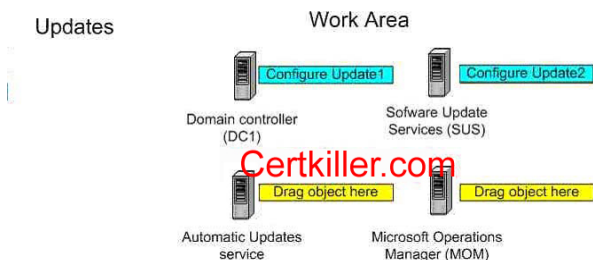 Updates
Work Area
Configure Update1
Configure Update2
Domain controller
(DC1)
Sofware Update
Services (SUS)
Certkiller.com
Drag object here
Drag object here
Automatic Updates
service
Microsoft Operations
Manager (MOM)